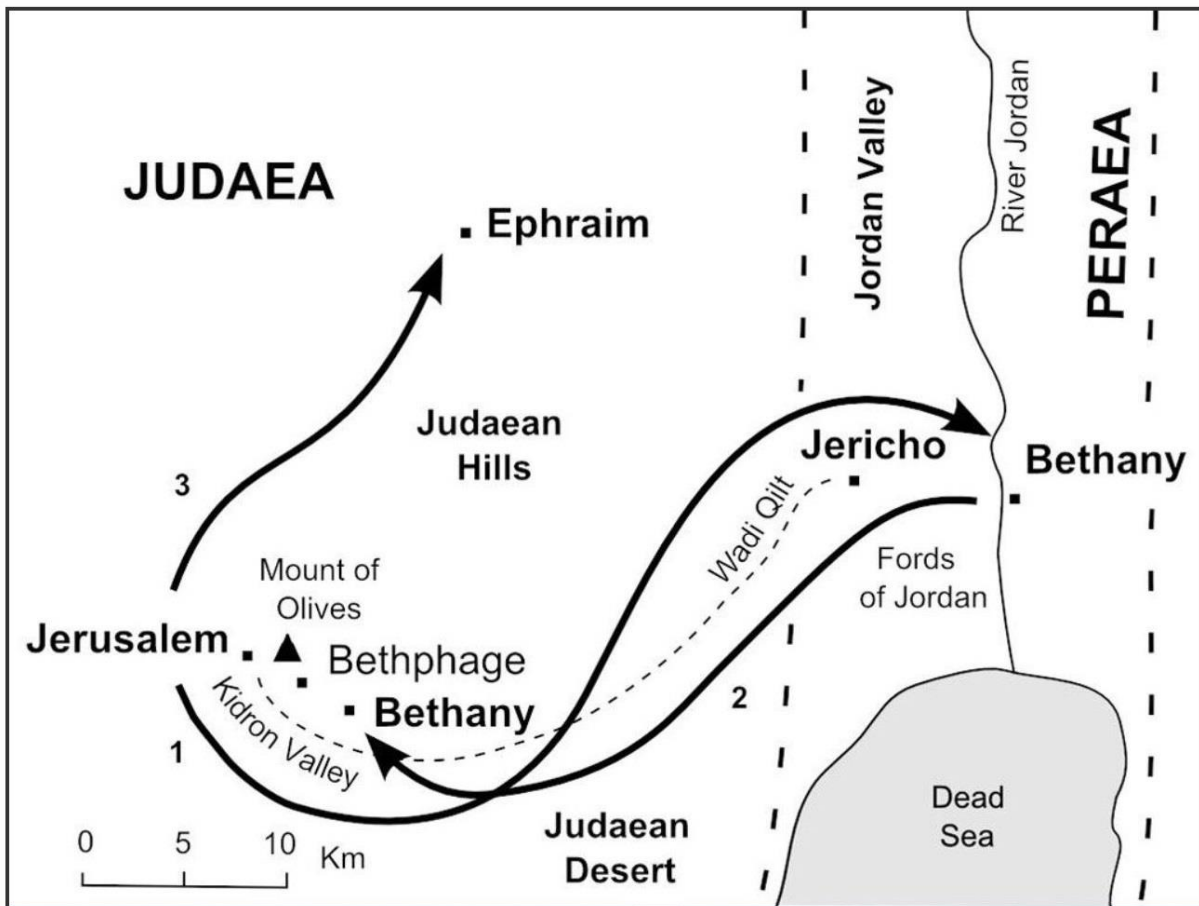 JUDAEA
Ephraim
Jordan Valley
River Jordan
PERAEA
Judaean
Hills
3
Jericho
Bethany
Wadi Qilt
Fords
of Jordan
Mount of
Olives
Jerusalem
Bethphage
Bethany
Kidron Valley
1
2
Judaean
Desert
Dead
Sea
0 5 10 Km